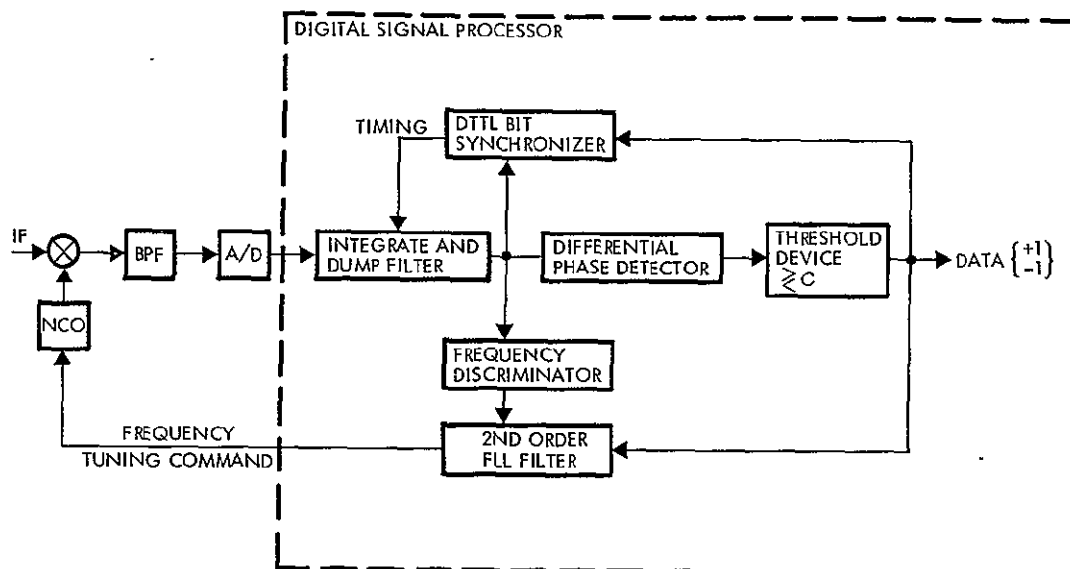 DIGITAL SIGNAL PROCESSOR
TIMING
DTTL BIT
SYNCHRONIZER
IF
BPF
A/D
INTEGRATE AND
DUMP FILTER
DIFFERENTIAL
PHASE DETECTOR
THRESHOLD
DEVICE
≷ C
DATA {+1
−1}
NCO
FREQUENCY
DISCRIMINATOR
FREQUENCY
TUNING COMMAND
2ND ORDER
FLL FILTER